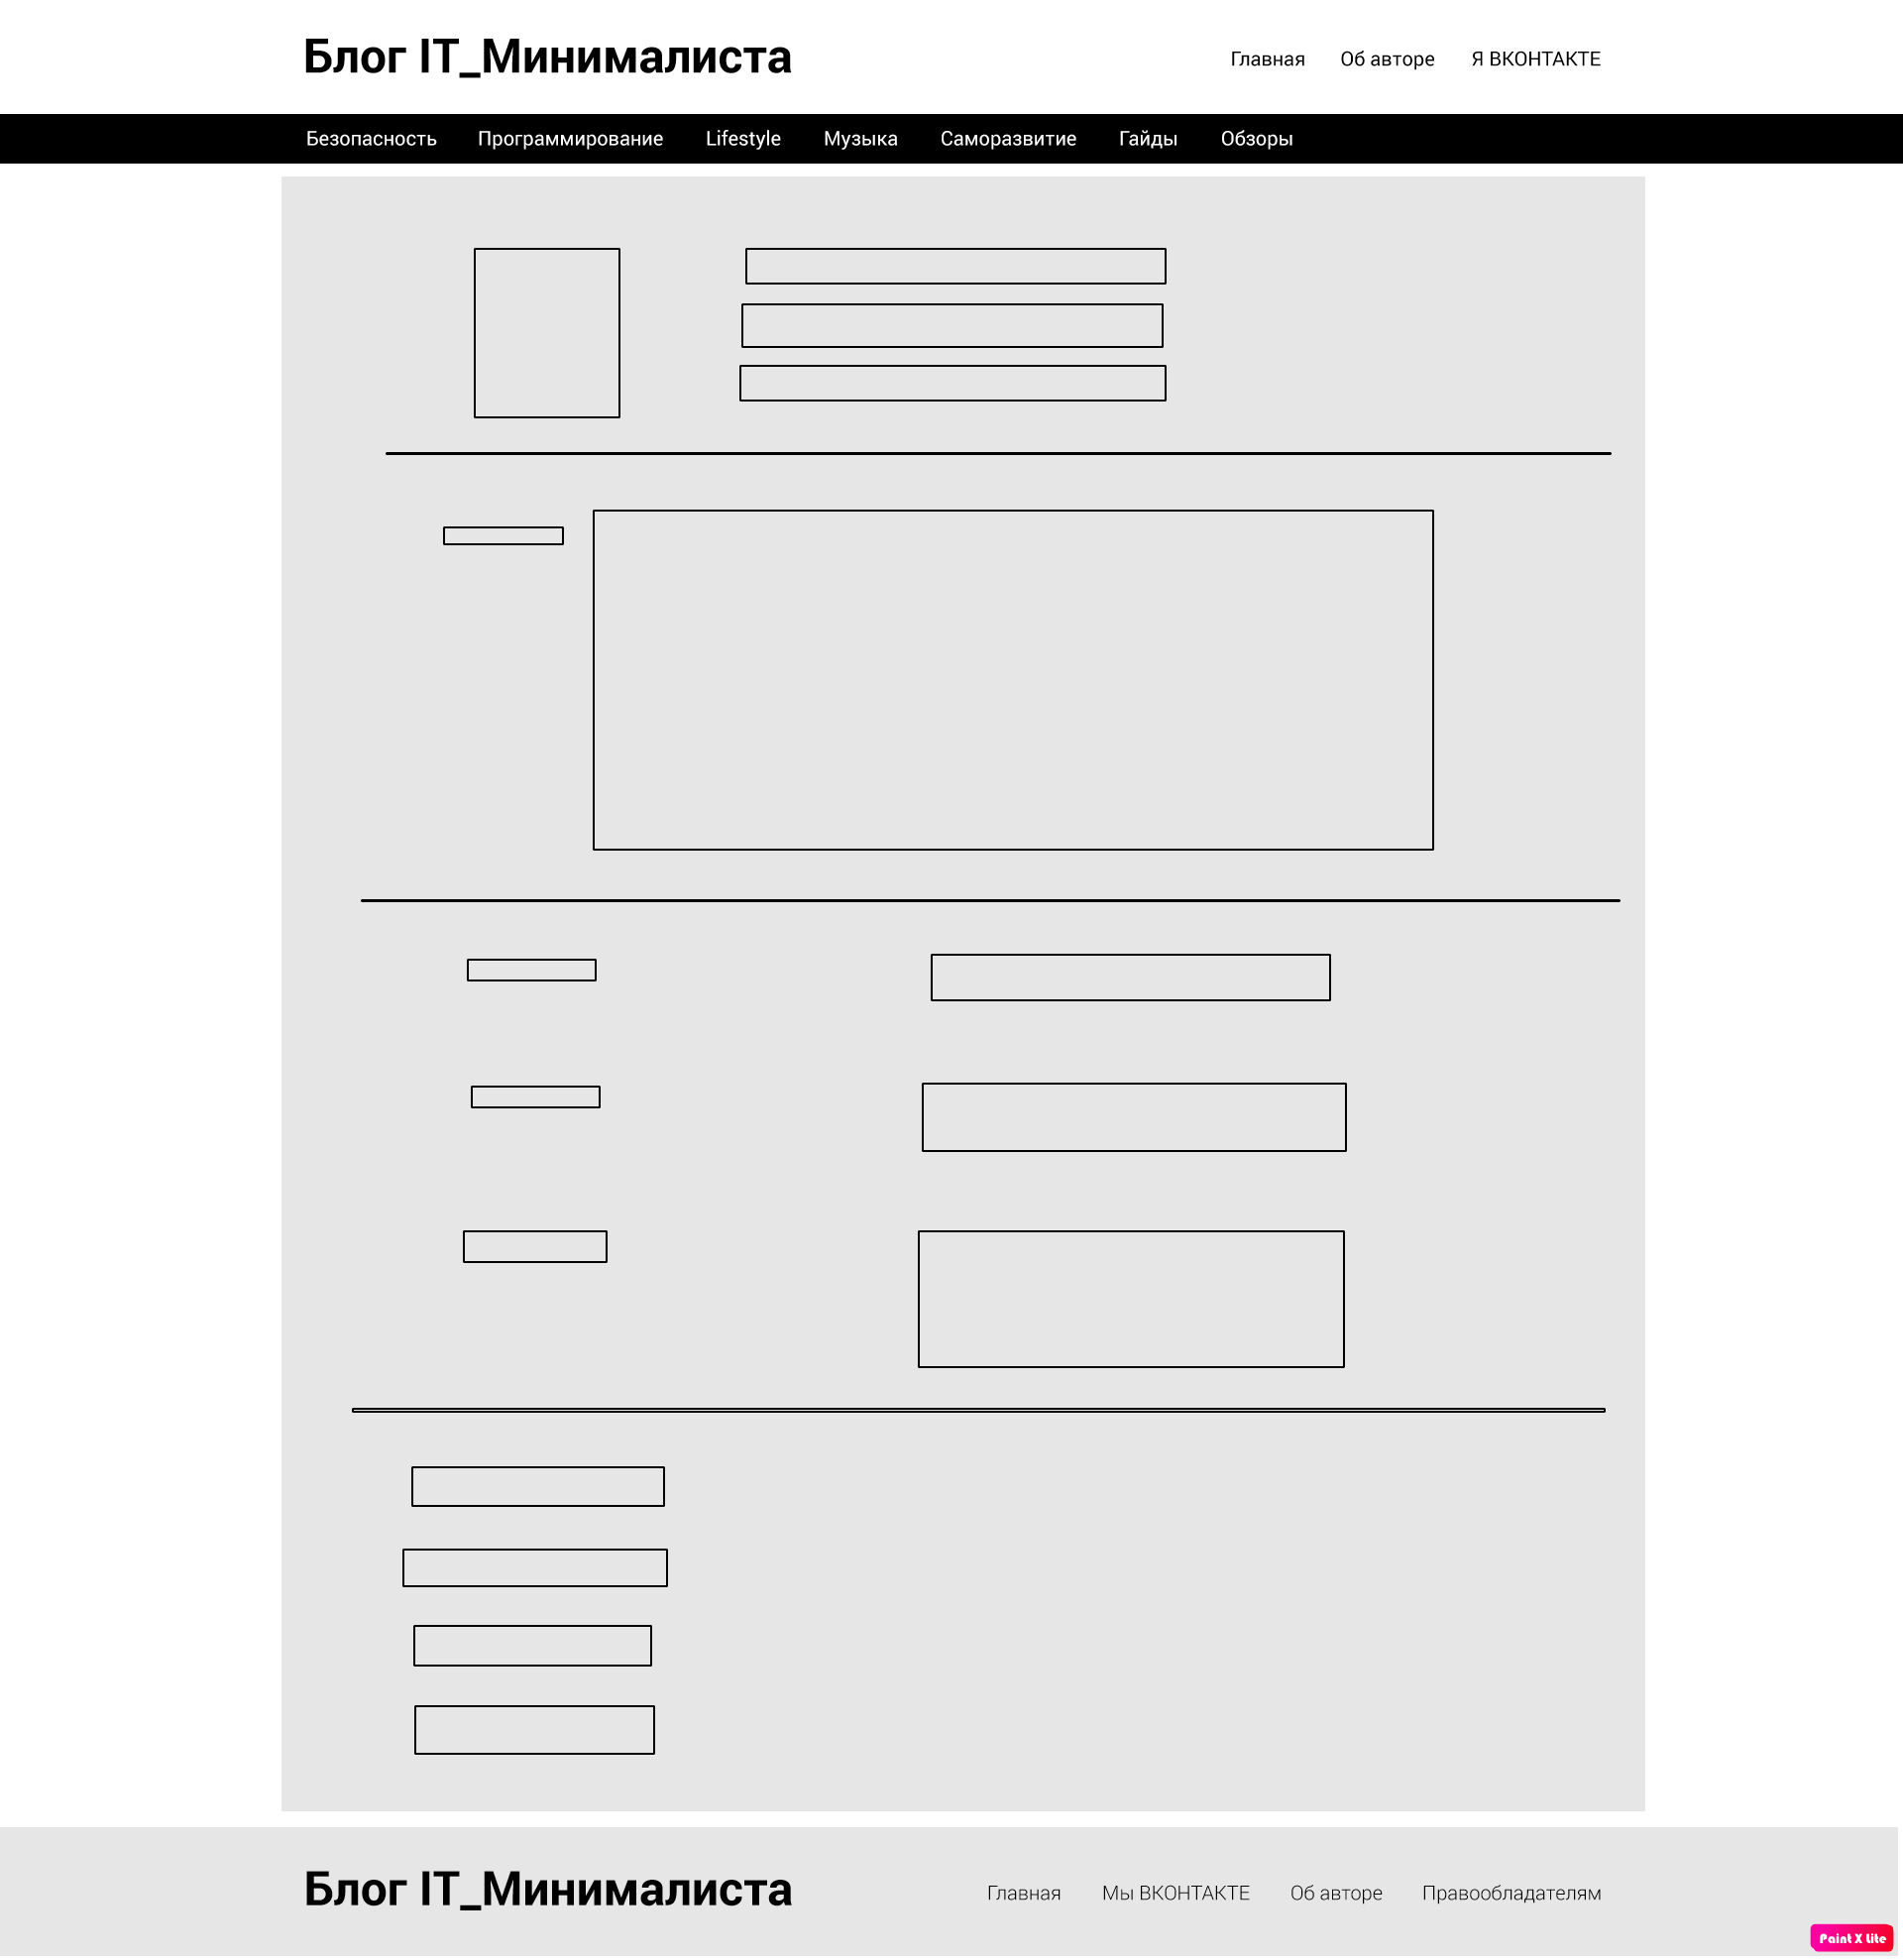 Блог IT_Минималиста
Главная Об авторе Я ВКОНТАКТЕ
Безопасность Программирование Lifestyle Музыка Саморазвитие Гайды Обзоры
Блог IT_Минималиста
Главная Мы ВКОНТАКТЕ Об авторе Правообладателям
Paint X Lite